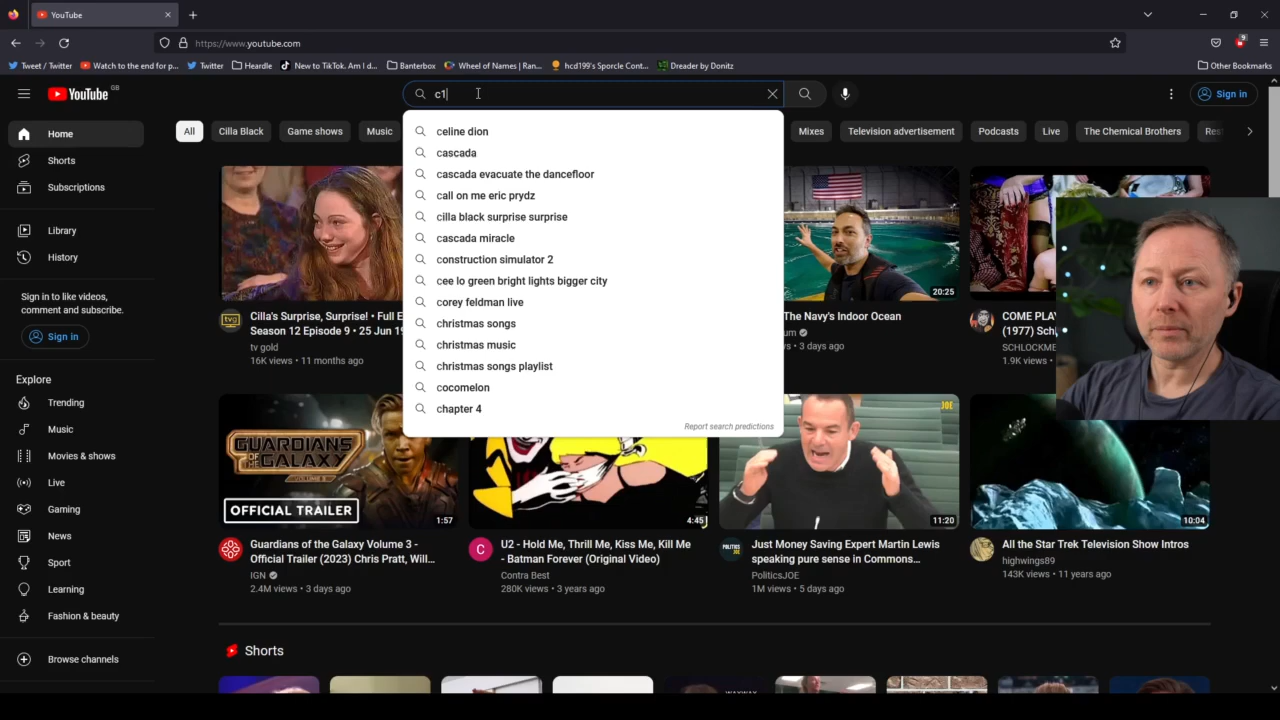 YouTube
https://www.youtube.com
9
Tweet / Twitter
Watch to the end for p...
Twitter
Heardle
New to TikTok. Am I d...
Banterbox
Wheel of Names | Ran...
hcd199's Sporcle Cont...
Dreader by Donitz
Other Bookmarks
YouTube GB
c1
Sign in
Home
Shorts
Subscriptions
Library
History
Sign in to like videos,
comment and subscribe.
Sign in
Explore
Trending
Music
Movies & shows
Live
Gaming
News
Sport
Learning
Fashion & beauty
Browse channels
All
Cilla Black
Game shows
Music
Mixes
Television advertisement
Podcasts
Live
The Chemical Brothers
Res
celine dion
cascada
cascada evacuate the dancefloor
call on me eric prydz
cilla black surprise surprise
cascada miracle
construction simulator 2
cee lo green bright lights bigger city
corey feldman live
christmas songs
christmas music
christmas songs playlist
cocomelon
chapter 4
Report search predictions
tvg
Cilla's Surprise, Surprise! • Full E
Season 12 Episode 9 • 25 Jun 19
tv gold
16K views • 11 months ago
20:25
The Navy's Indoor Ocean
3 days ago
COME PLAY
(1977)
SCHLOCKME
1.9K views •
GUARDIANS
OF THE GALAXY
VOLUME 3
OFFICIAL TRAILER
1:57
Guardians of the Galaxy Volume 3 -
Official Trailer (2023) Chris Pratt, Will...
IGN
2.4M views • 3 days ago
4:45
C
U2 - Hold Me, Thrill Me, Kiss Me, Kill Me
- Batman Forever (Original Video)
Contra Best
280K views • 3 years ago
JOE
11:20
POLITICS
JOE
Just Money Saving Expert Martin Lewis
speaking pure sense in Commons...
PoliticsJOE
1M views • 5 days ago
10:04
All the Star Trek Television Show Intros
highwings89
143K views • 11 years ago
Shorts